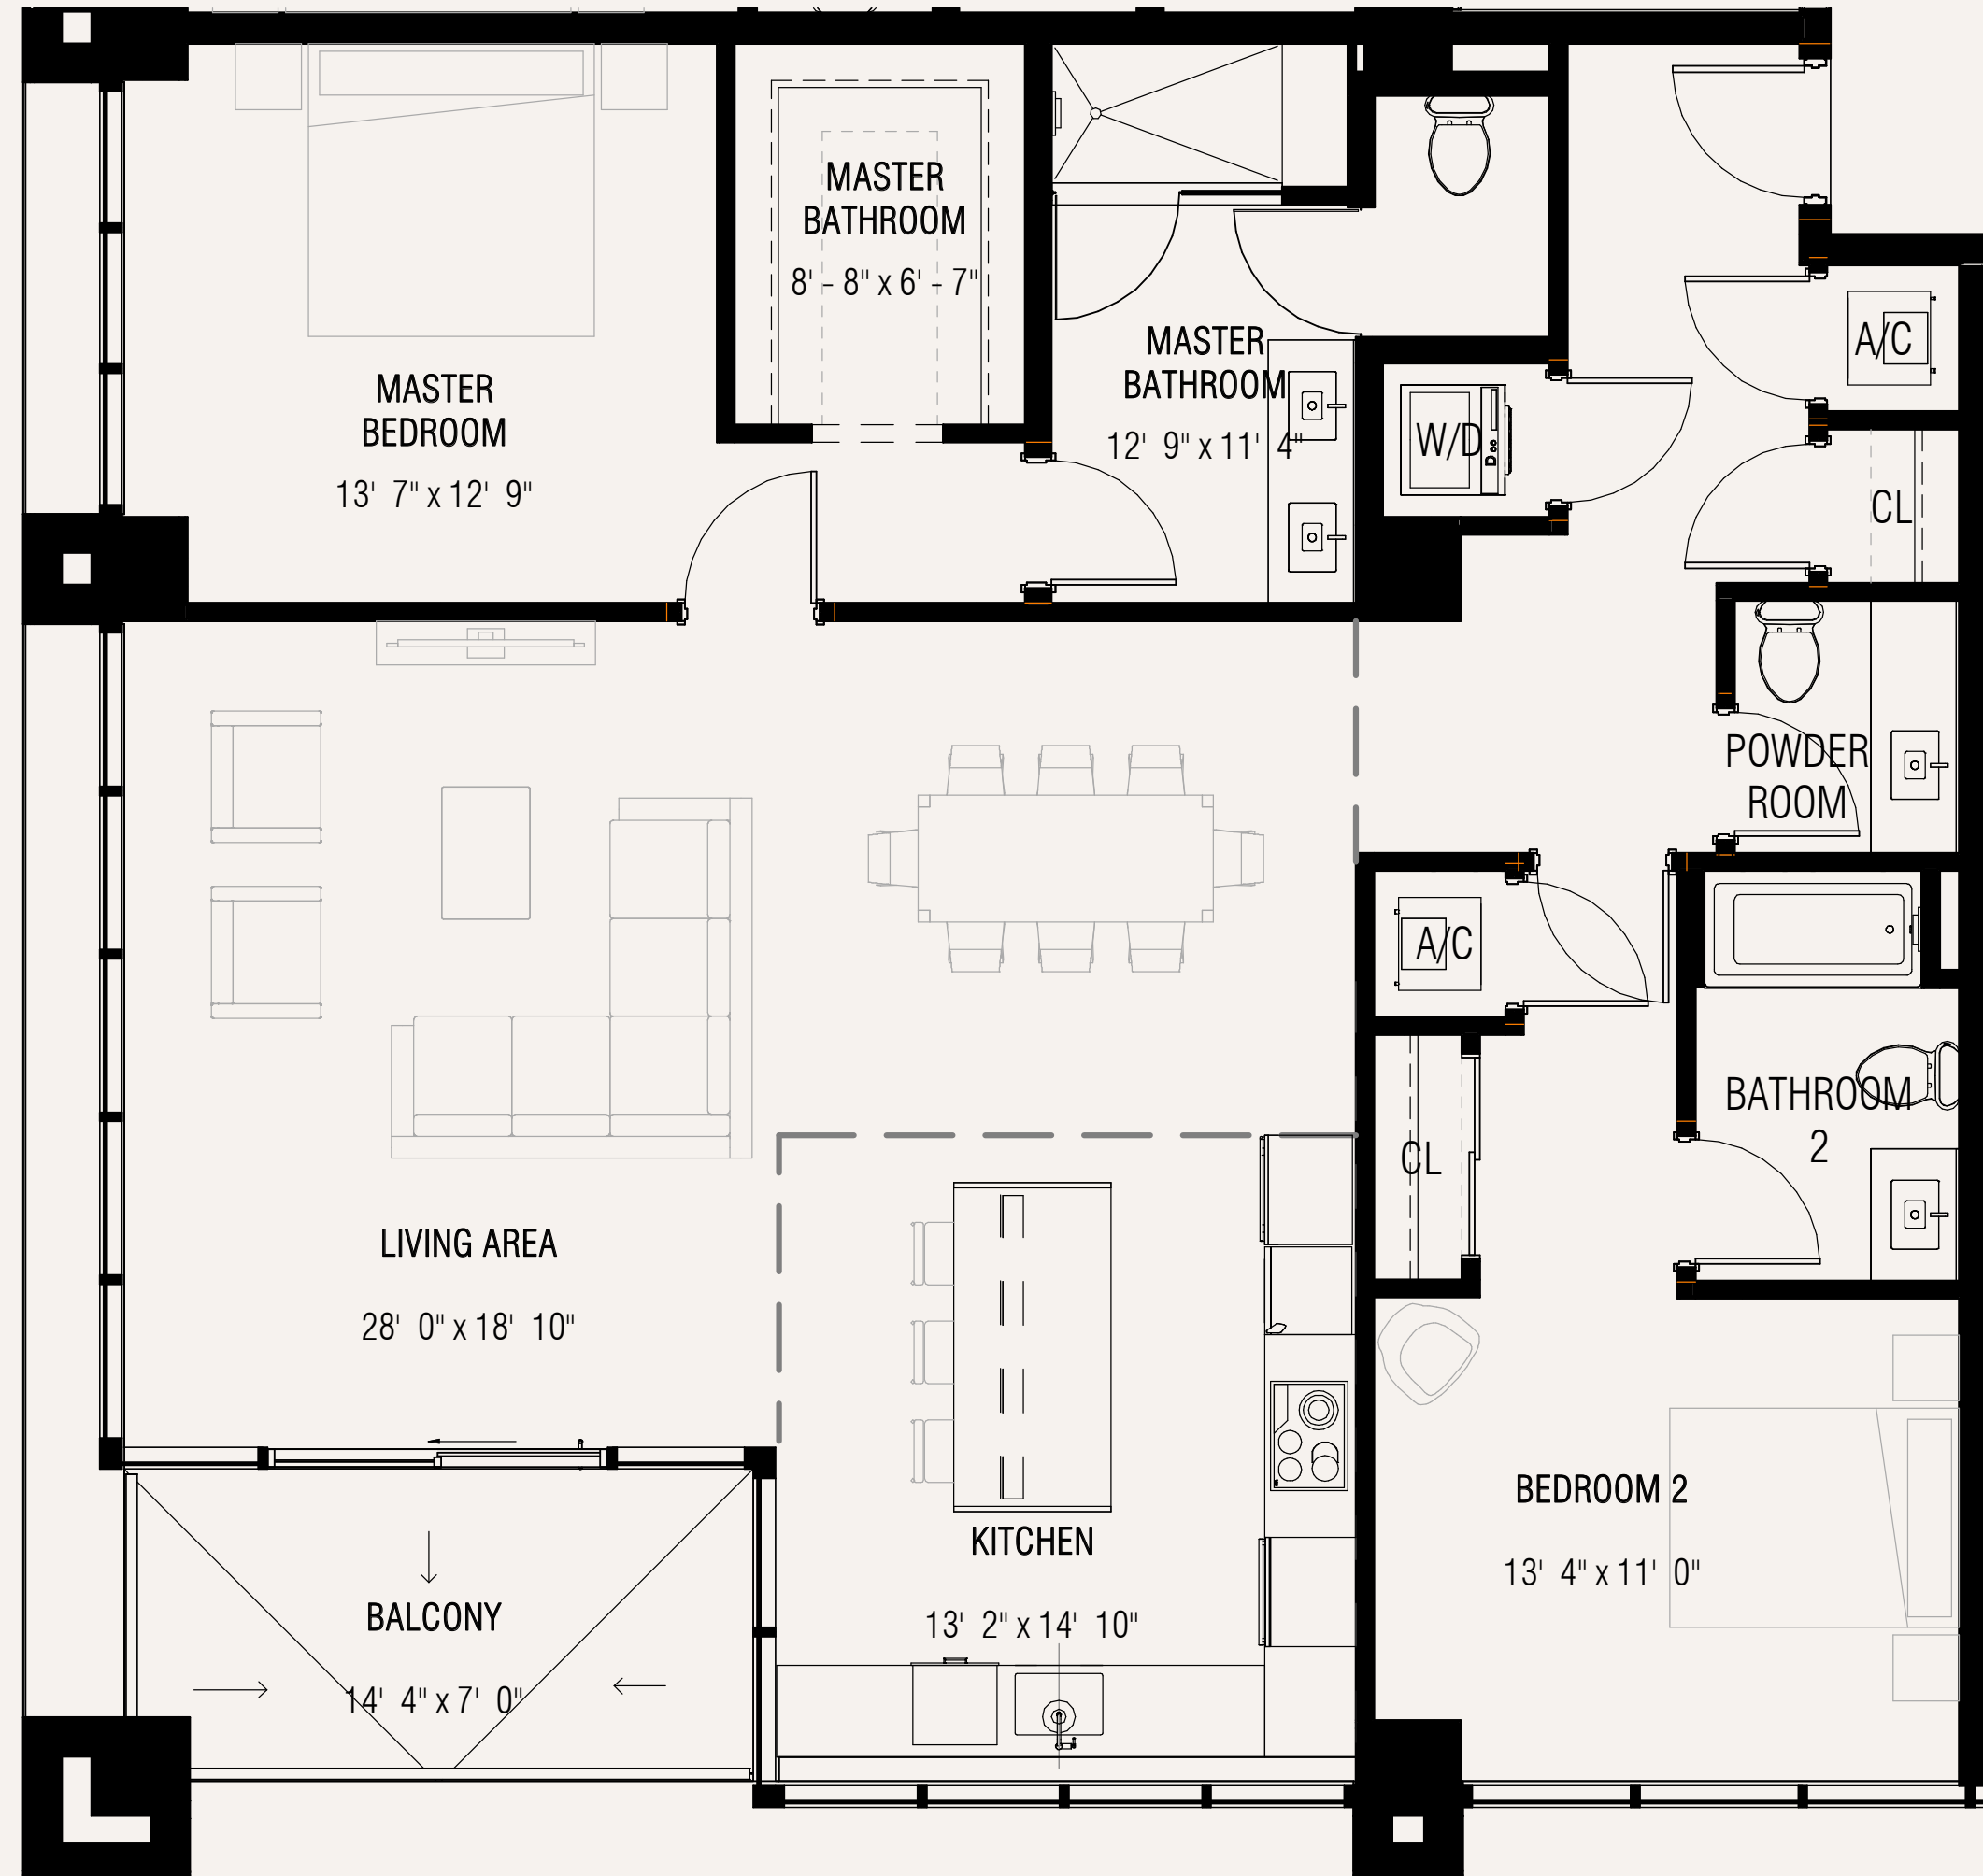 MASTER
BATHROOM
8' - 8" x 6' - 7"
MASTER
BATHROOM
12' 9" x 11' 4"
MASTER
BEDROOM
13' 7" x 12' 9"
A/C
W/D
CL
POWDER
ROOM
A/C
BATHROOM
2
CL
LIVING AREA
28' 0" x 18' 10"
BEDROOM 2
13' 4" x 11' 0"
KITCHEN
13' 2" x 14' 10"
BALCONY
14' 4" x 7' 0"